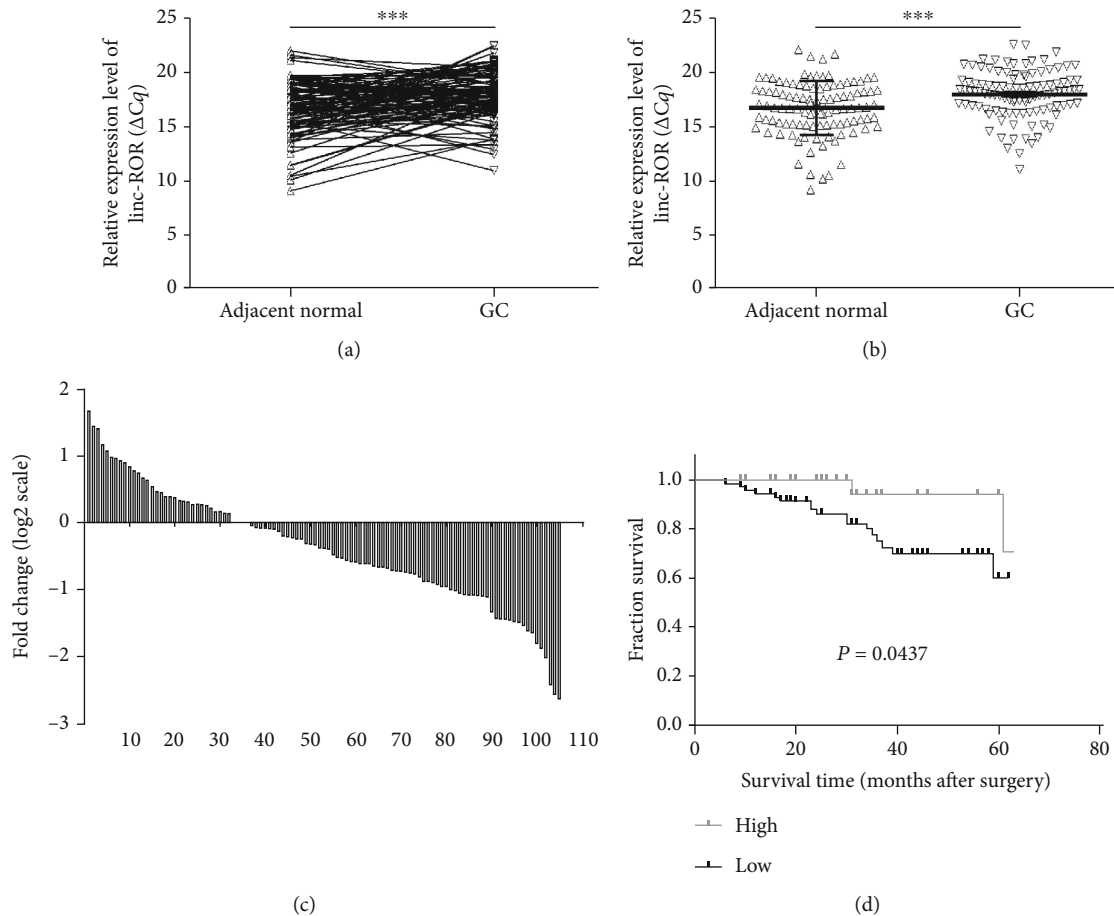 25
20
15
10
5
0
Relative expression level of
linc-ROR (ΔCq)
***
Adjacent normal
GC
(a)
25
20
15
10
5
0
Relative expression level of
linc-ROR (ΔCq)
***
Adjacent normal
GC
(b)
2
1
0
−1
−2
−3
Fold change (log2 scale)
10 20 30 40 50 60 70 80 90 100 110
(c)
1.0
0.8
0.6
0.4
0.2
0.0
Fraction survival
P = 0.0437
0 20 40 60 80
Survival time (months after surgery)
High
Low
(d)